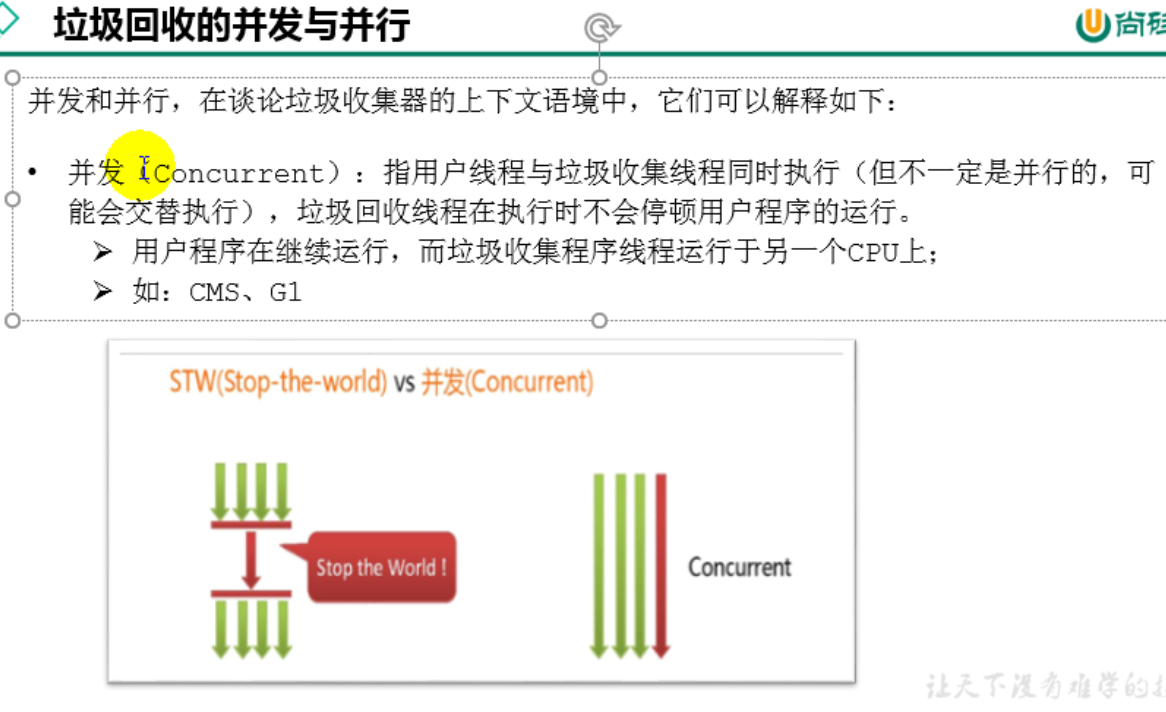 垃圾回收的并发与并行
尚硅
并发和并行，在谈论垃圾收集器的上下文语境中，它们可以解释如下：
• 并发（Concurrent）：指用户线程与垃圾收集线程同时执行（但不一定是并行的，可
能会交替执行），垃圾回收线程在执行时不会停顿用户程序的运行。
➢ 用户程序在继续运行，而垃圾收集程序线程运行于另一个CPU上；
➢ 如：CMS、G1
STW(Stop-the-world) vs 并发(Concurrent)
Stop the World !
Concurrent
让天下没有难学的技